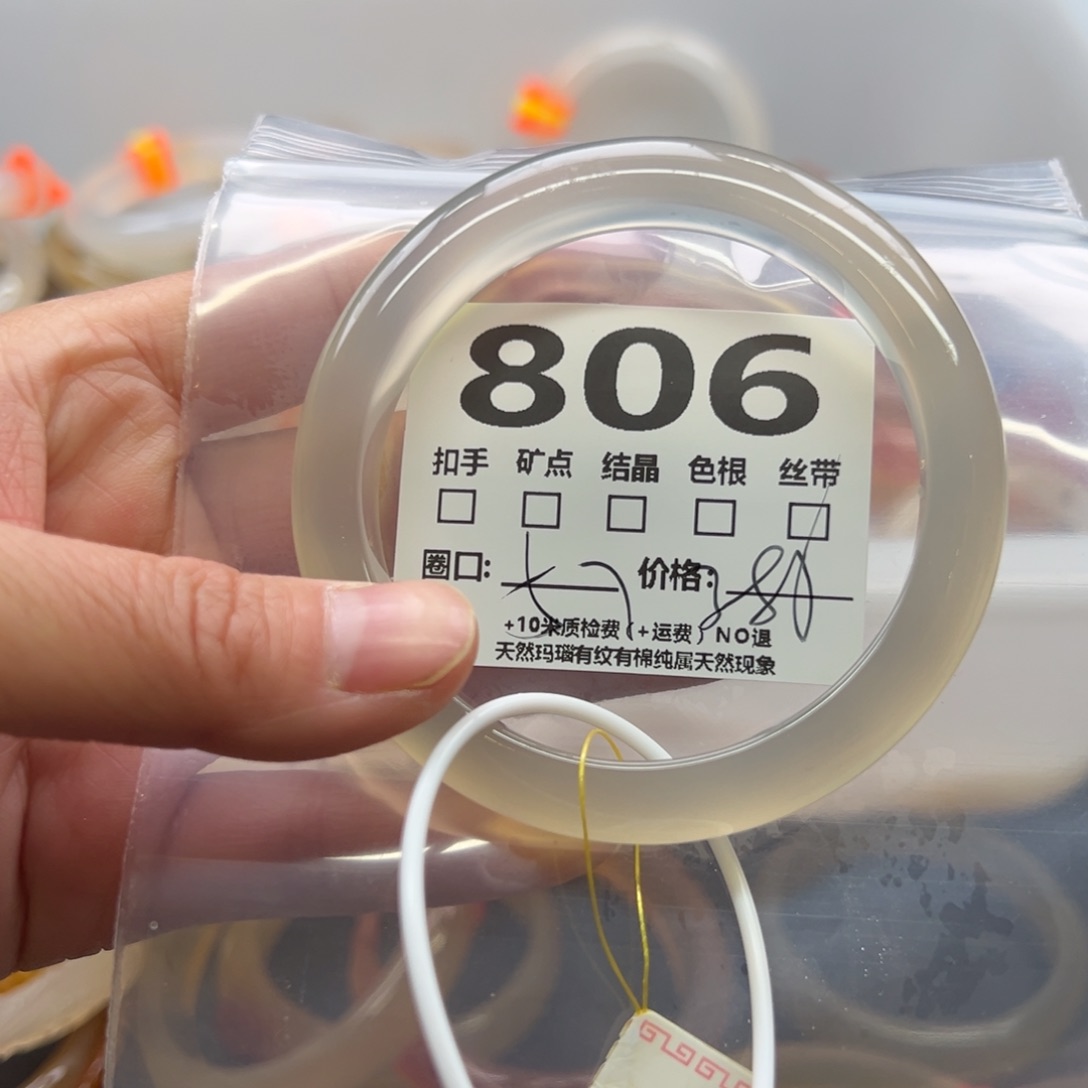 806
扣手 矿点 结晶 色根 丝带
圈口: 价格:
+10米质检费（+运费）NO退
天然玛瑙有纹有棉纯属天然现象